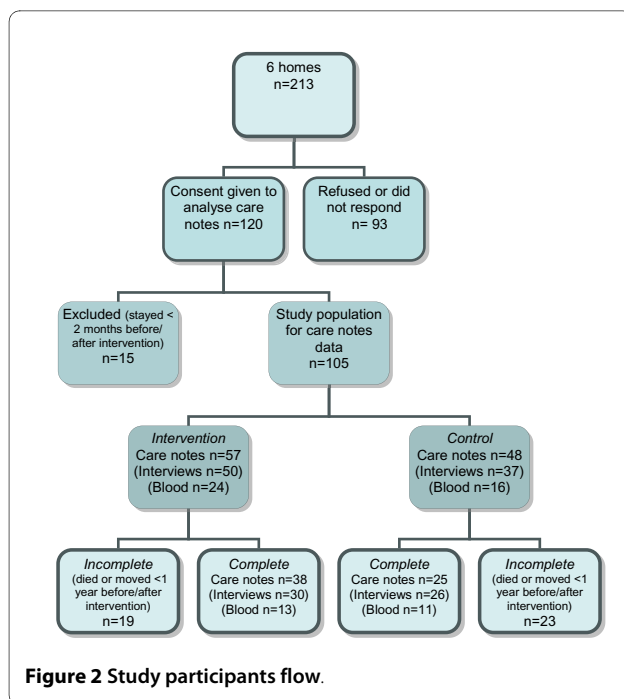 6 homes
n=213
Consent given to
analyse care
notes n=120
Refused or did
not respond
n= 93
Excluded (stayed <
2 months before/
after intervention)
n=15
Study population
for care notes
data
n=105
Intervention
Care notes n=57
(Interviews n=50)
(Blood n=24)
Control
Care notes n=48
(Interviews n=37)
(Blood n=16)
Incomplete
(died or moved <1
year before/after
intervention)
n=19
Complete
Care notes n=38
(Interviews n=30)
(Blood n=13)
Complete
Care notes n=25
(Interviews n=26)
(Blood n=11)
Incomplete
(died or moved <1
year before/after
intervention)
n=23
Figure 2 Study participants flow.